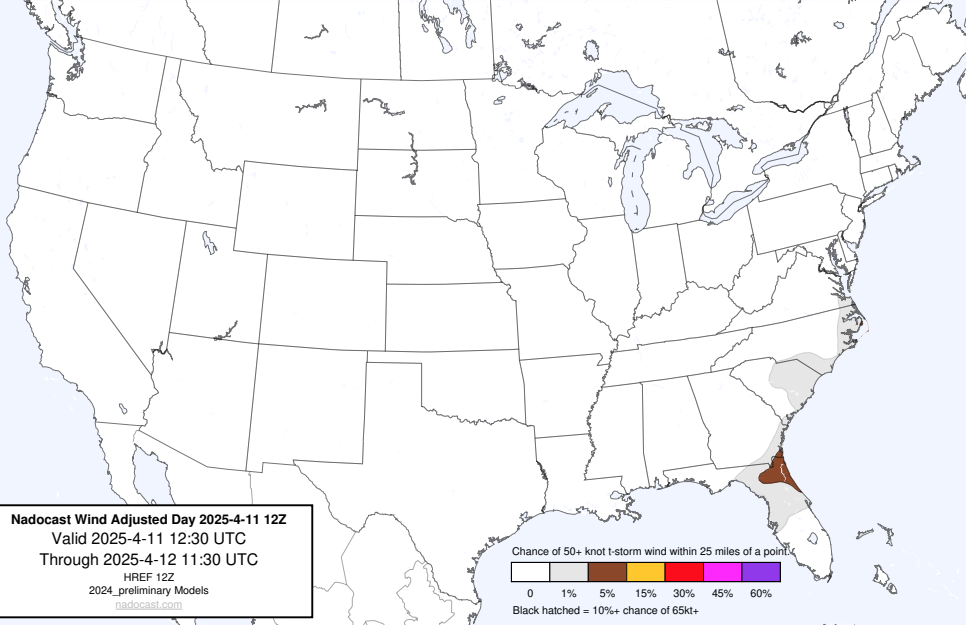 Nadocast Wind Adjusted Day 2025-4-11 12Z
Valid 2025-4-11 12:30 UTC
Through 2025-4-12 11:30 UTC
HREF 12Z
2024_preliminary Models
nadocast.com
Chance of 50+ knot t-storm wind within 25 miles of a point.
0 1% 5% 15% 30% 45% 60%
Black hatched = 10%+ chance of 65kt+